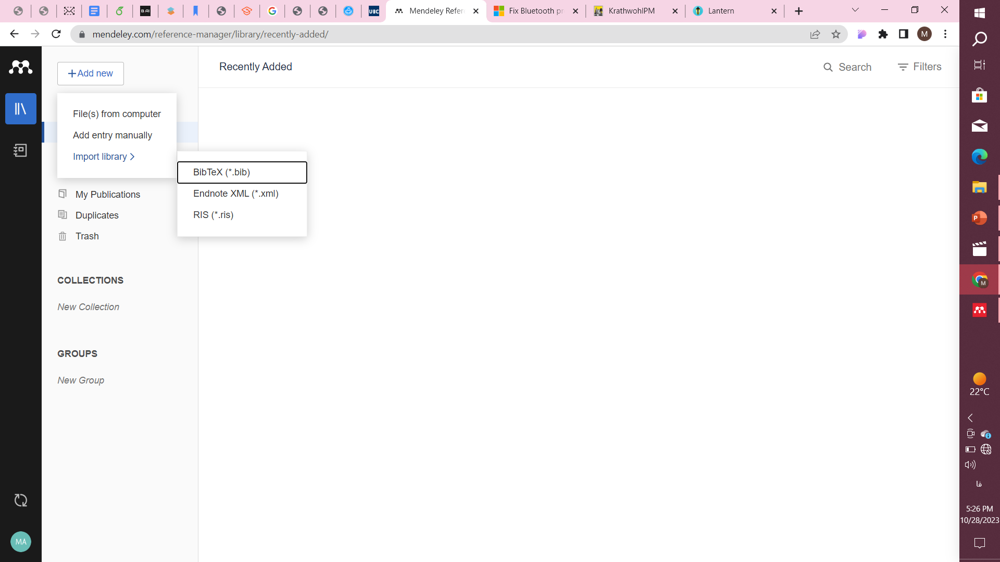 B AI
UBC
Mendeley Refer
Fix Bluetooth pr
KrathwohlPM
Lantern
mendeley.com/reference-manager/library/recently-added/
M
Add new
Recently Added
Search
Filters
File(s) from computer
Add entry manually
Import library
BibTeX (*.bib)
Endnote XML (*.xml)
RIS (*.ris)
My Publications
Duplicates
Trash
COLLECTIONS
New Collection
GROUPS
New Group
MA
P
M
22°C
فا
5:26 PM
10/28/2023